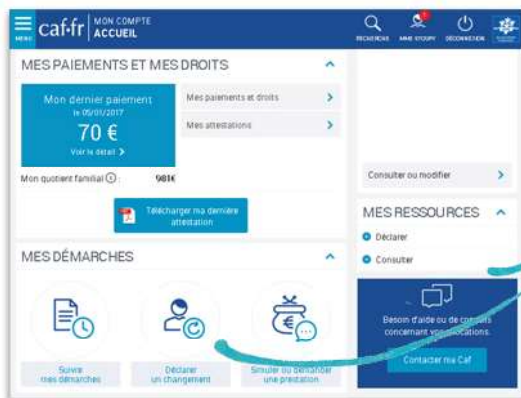 caf.fr MON COMPTE
ACCUEIL
MENU
RECHERCHE
DÉCONNEXION
MES PAIEMENTS ET MES DROITS
Mon dernier paiement
le 05/01/2017
70 €
Voir le détail
Mes paiements et droits
Mes attestations
Mon quotient familial i : 981€
Télécharger ma dernière
attestation
Consulter ou modifier
MES RESSOURCES
Déclarer
Consulter
MES DÉMARCHES
Suivre
mes démarches
Déclarer
un changement
Simuler ou demander
une prestation
Besoin d'aide ou de conseils
concernant vos allocations.
Contacter ma Caf